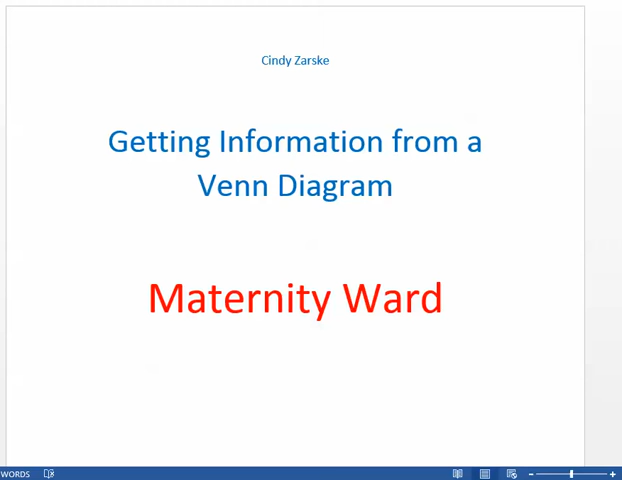 Cindy Zarske
Getting Information from a
Venn Diagram
Maternity Ward
WORDS